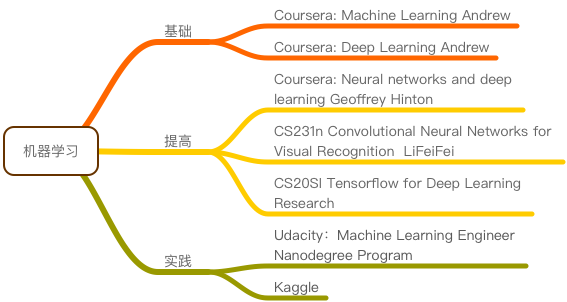 机器学习
基础
Coursera: Machine Learning Andrew
Coursera: Deep Learning Andrew
提高
Coursera: Neural networks and deep
learning Geoffrey Hinton
CS231n Convolutional Neural Networks for
Visual Recognition  LiFeiFei
CS20SI Tensorflow for Deep Learning
Research
实践
Udacity：Machine Learning Engineer
Nanodegree Program
Kaggle